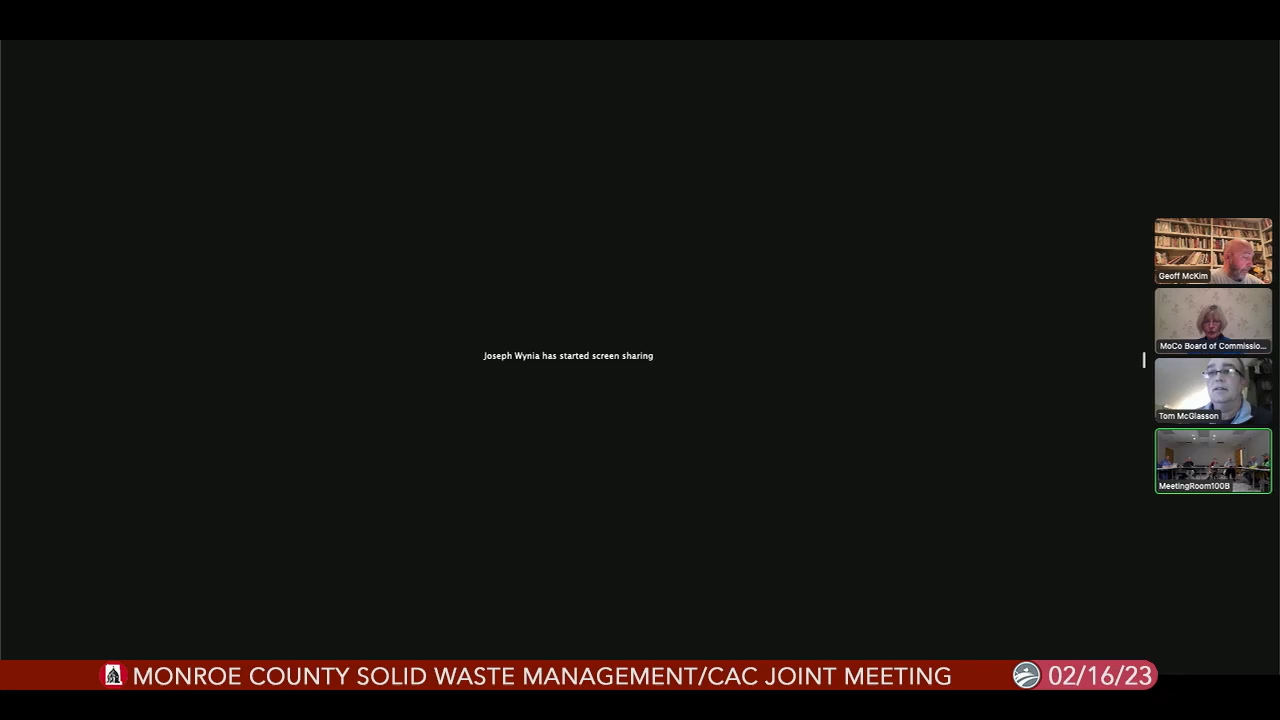 Joseph Wynia has started screen sharing
Geoff McKim
MoCo Board of Commissio...
Tom McGlasson
MeetingRoom100B
MONROE COUNTY SOLID WASTE MANAGEMENT/CAC JOINT MEETING
02/16/23